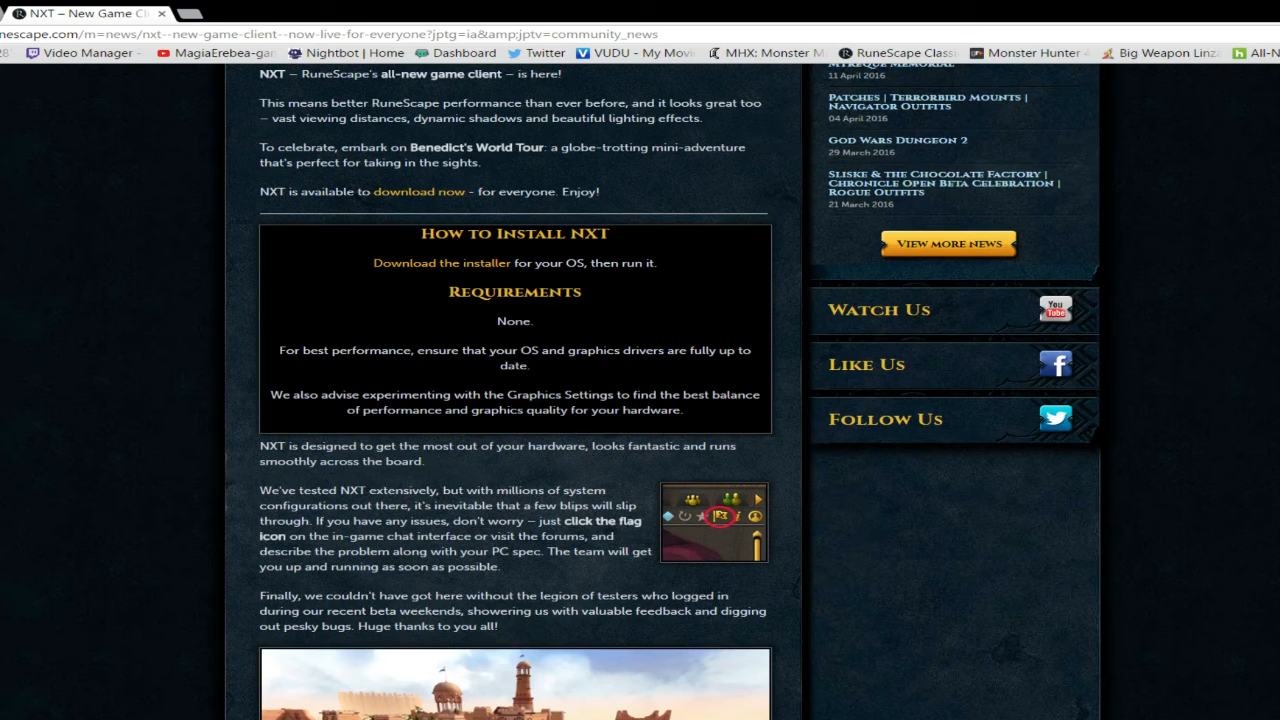 NXT – New Game Cl
nescape.com/m=news/nxt--new-game-client--now-live-for-everyone?jptg=ia&amp;jptv=community_news
Video Manager - MagiaErebea-gam Nightbot | Home Dashboard Twitter VUDU - My Movi MHX: Monster M RuneScape Classi Monster Hunter 4 Big Weapon Linza All-N
NXT – RuneScape's all-new game client – is here!
This means better RuneScape performance than ever before, and it looks great too
– vast viewing distances, dynamic shadows and beautiful lighting effects.
To celebrate, embark on Benedict's World Tour: a globe-trotting mini-adventure
that's perfect for taking in the sights.
NXT is available to download now - for everyone. Enjoy!
How to Install NXT
Download the installer for your OS, then run it.
Requirements
None.
For best performance, ensure that your OS and graphics drivers are fully up to
date.
We also advise experimenting with the Graphics Settings to find the best balance
of performance and graphics quality for your hardware.
NXT is designed to get the most out of your hardware, looks fantastic and runs
smoothly across the board.
We've tested NXT extensively, but with millions of system
configurations out there, it's inevitable that a few blips will slip
through. If you have any issues, don't worry – just click the flag
icon on the in-game chat interface or visit the forums, and
describe the problem along with your PC spec. The team will get
you up and running as soon as possible.
Finally, we couldn't have got here without the legion of testers who logged in
during our recent beta weekends, showering us with valuable feedback and digging
out pesky bugs. Huge thanks to you all!
Myreque Memorial
11 April 2016
Patches | Terrorbird Mounts |
Navigator Outfits
04 April 2016
God Wars Dungeon 2
29 March 2016
Sliske & the Chocolate Factory |
Chronicle Open Beta Celebration |
Rogue Outfits
21 March 2016
View more news
Watch Us
You
Tube
Like Us
f
Follow Us